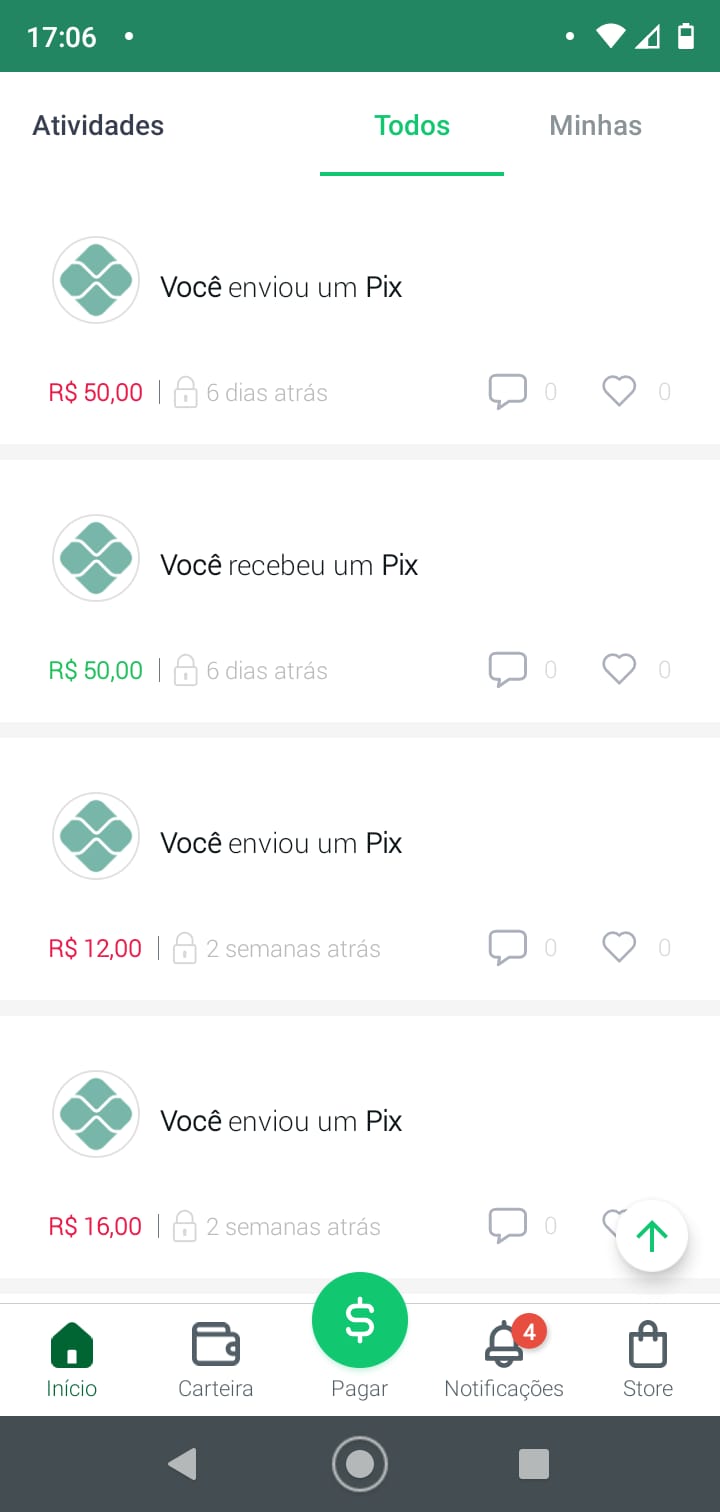 17:06
Atividades Todos Minhas
Você enviou um Pix
R$ 50,00 6 dias atrás 0 0
Você recebeu um Pix
R$ 50,00 6 dias atrás 0 0
Você enviou um Pix
R$ 12,00 2 semanas atrás 0 0
Você enviou um Pix
R$ 16,00 2 semanas atrás 0
$ 4
Início Carteira Pagar Notificações Store